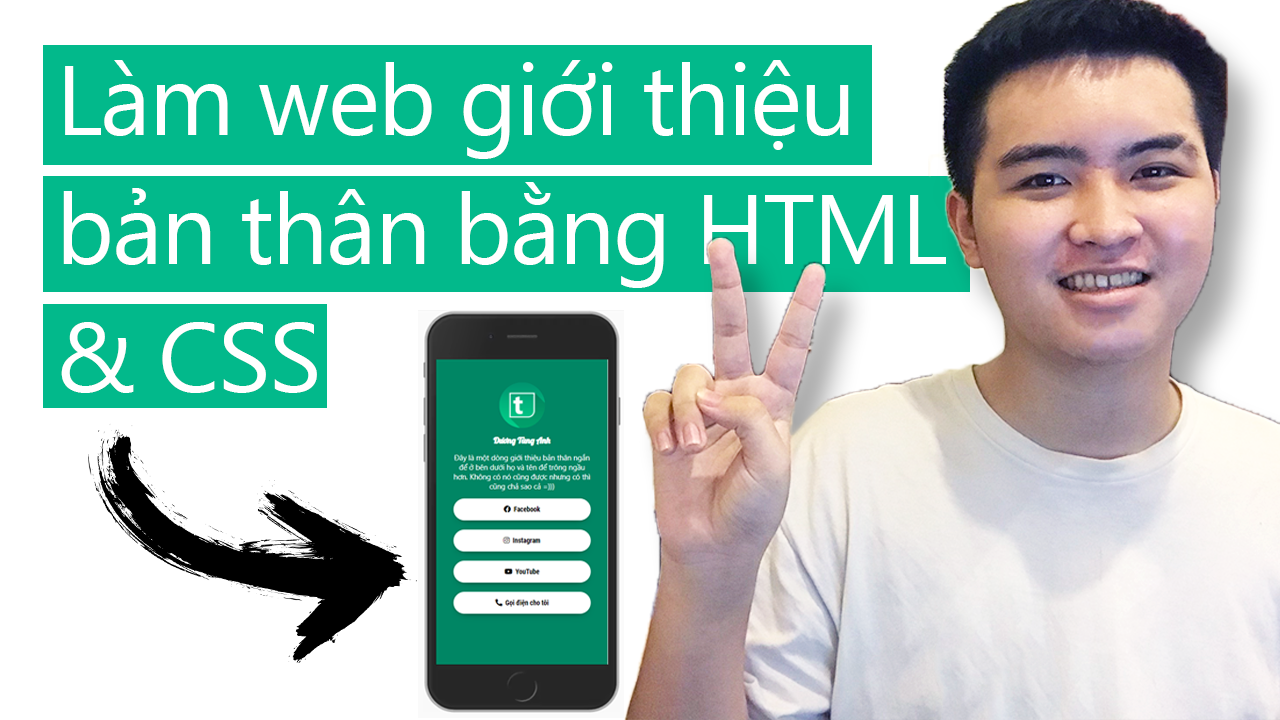 Làm web giới thiệu
bản thân bằng HTML
& CSS
t
Dương Tùng Anh
Đây là một dòng giới thiệu bản thân ngắn
để ở bên dưới họ và tên để trông ngầu
hơn. Không có nó cũng được nhưng có thì
cũng chả sao cả =)))
Facebook
Instagram
YouTube
Gọi điện cho tôi